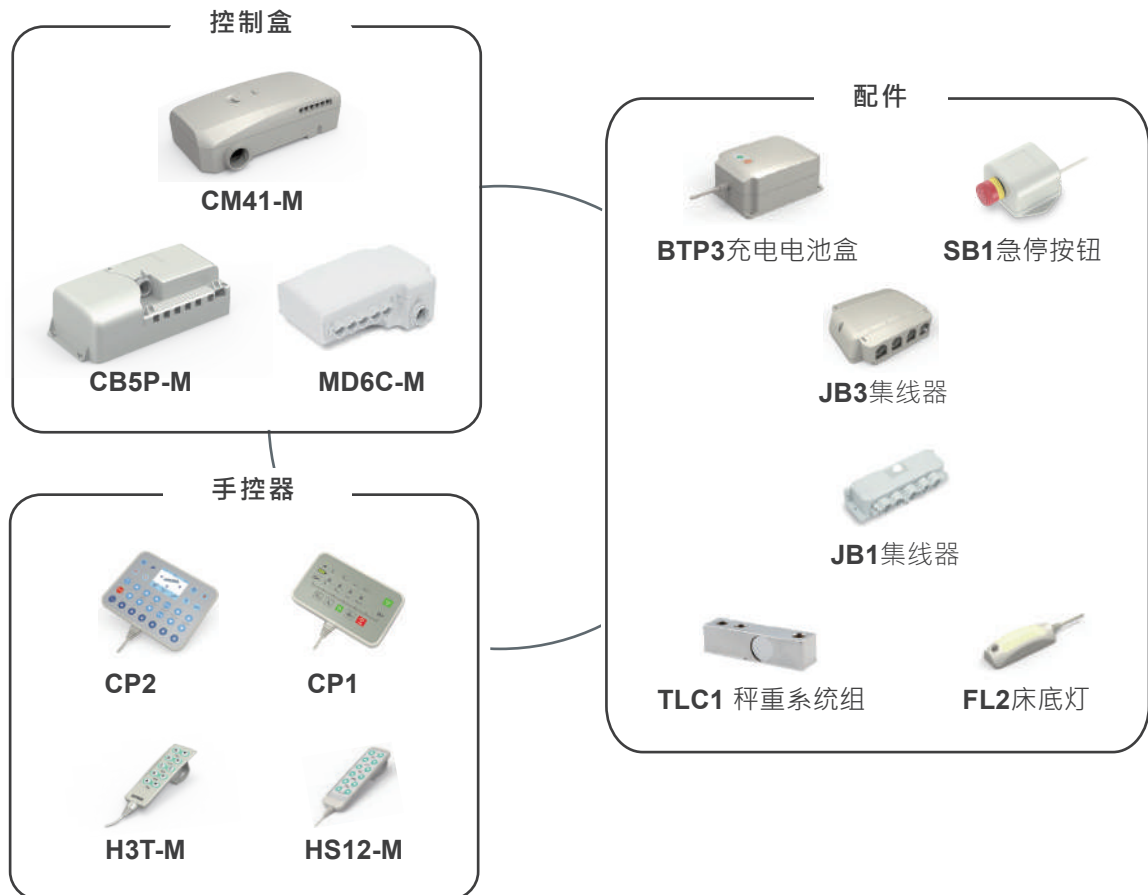 控制盒
CM41-M
CB5P-M
MD6C-M
手控器
CP2
CP1
H3T-M
HS12-M
配件
BTP3充电电池盒
SB1急停按钮
JB3集线器
JB1集线器
TLC1 秤重系统组
FL2床底灯